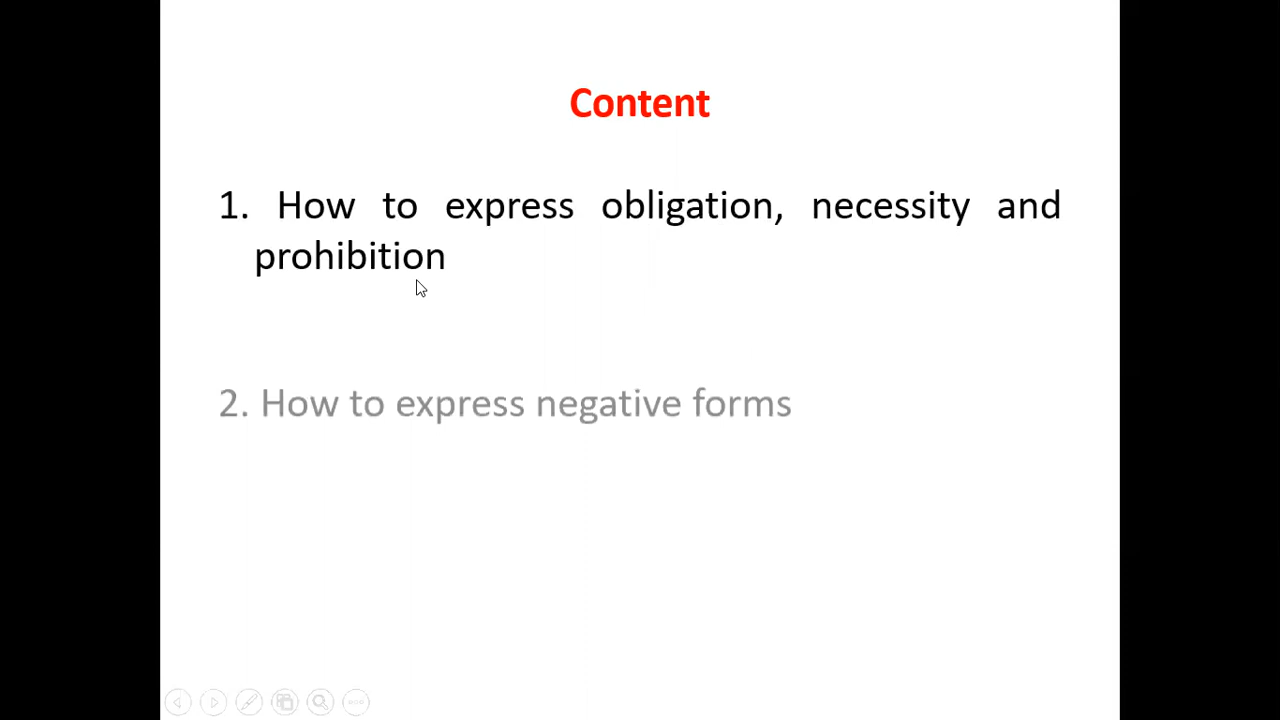 Content
1. How to express obligation, necessity and
prohibition
2. How to express negative forms